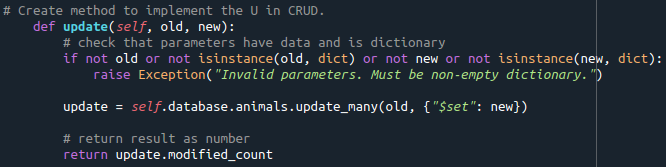 # Create method to implement the U in CRUD.
    def update(self, old, new):
        # check that parameters have data and is dictionary
        if not old or not isinstance(old, dict) or not new or not isinstance(new, dict):
            raise Exception("Invalid parameters. Must be non-empty dictionary.")
        update = self.database.animals.update_many(old, {"$set": new})
        # return result as number
        return update.modified_count